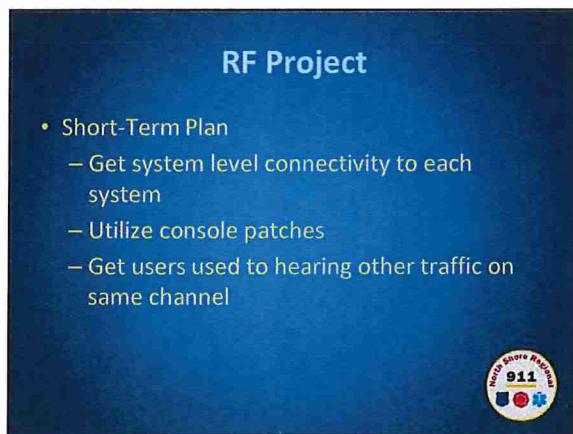 RF Project
• Short-Term Plan
– Get system level connectivity to each
system
– Utilize console patches
– Get users used to hearing other traffic on
same channel
North Shore Regional
911